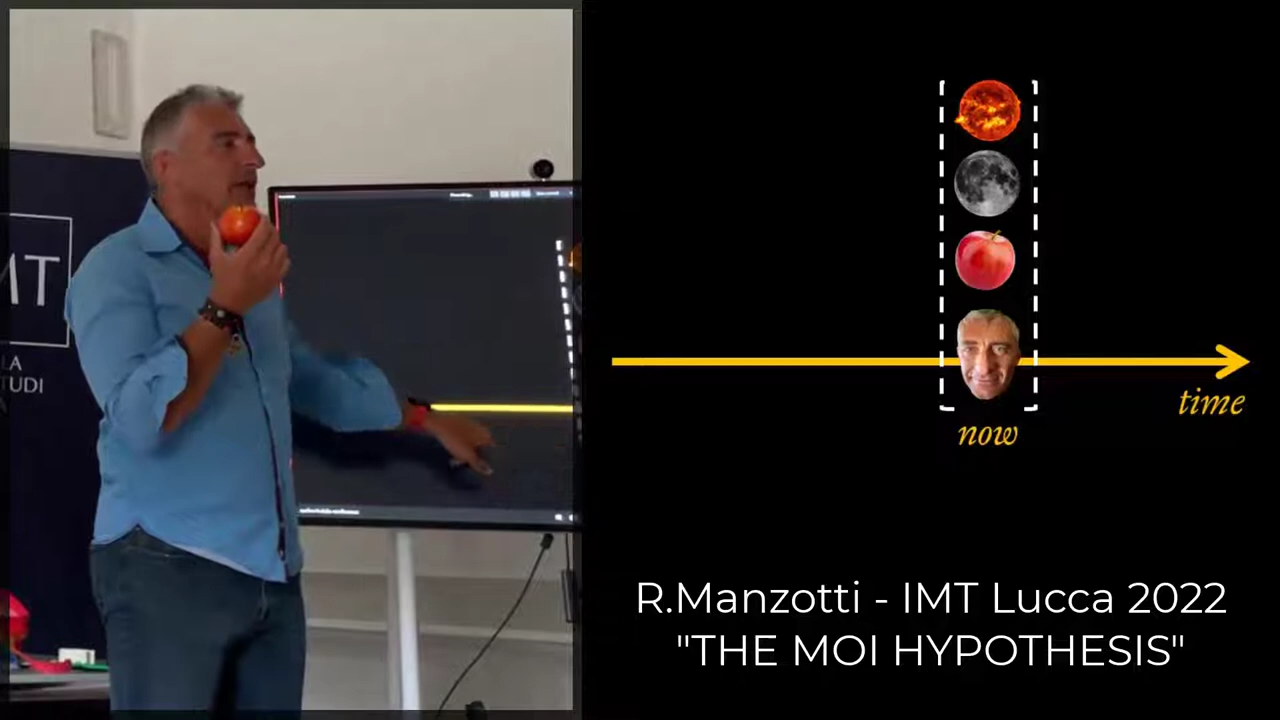 MT
LA
TUDI
time
now
R.Manzotti - IMT Lucca 2022
"THE MOI HYPOTHESIS"